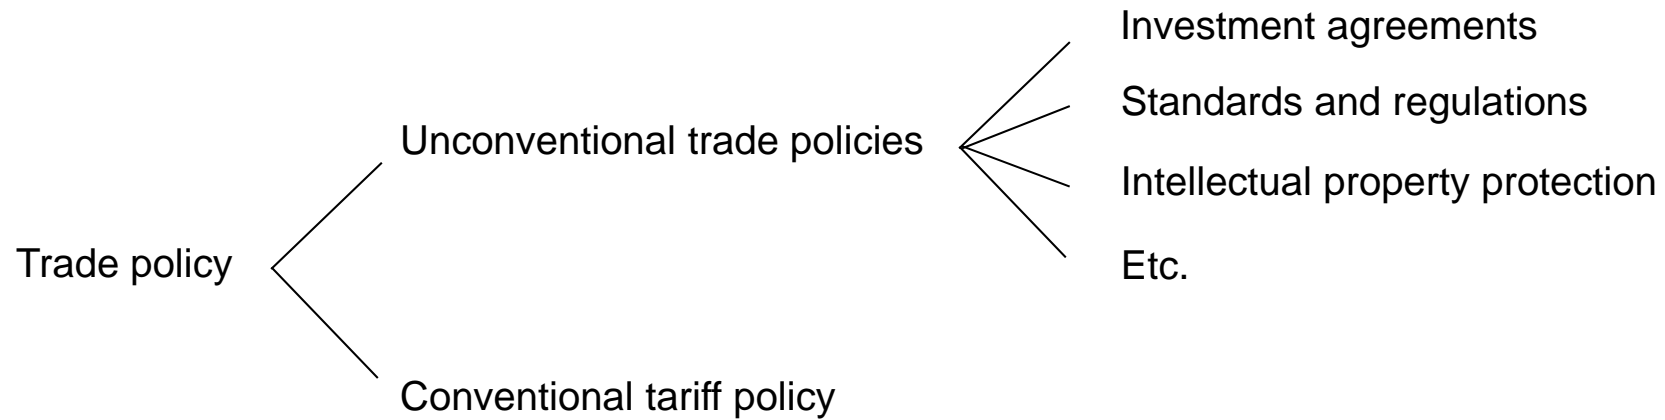 Investment agreements
Standards and regulations
Unconventional trade policies
Intellectual property protection
Trade policy
Etc.
Conventional tariff policy